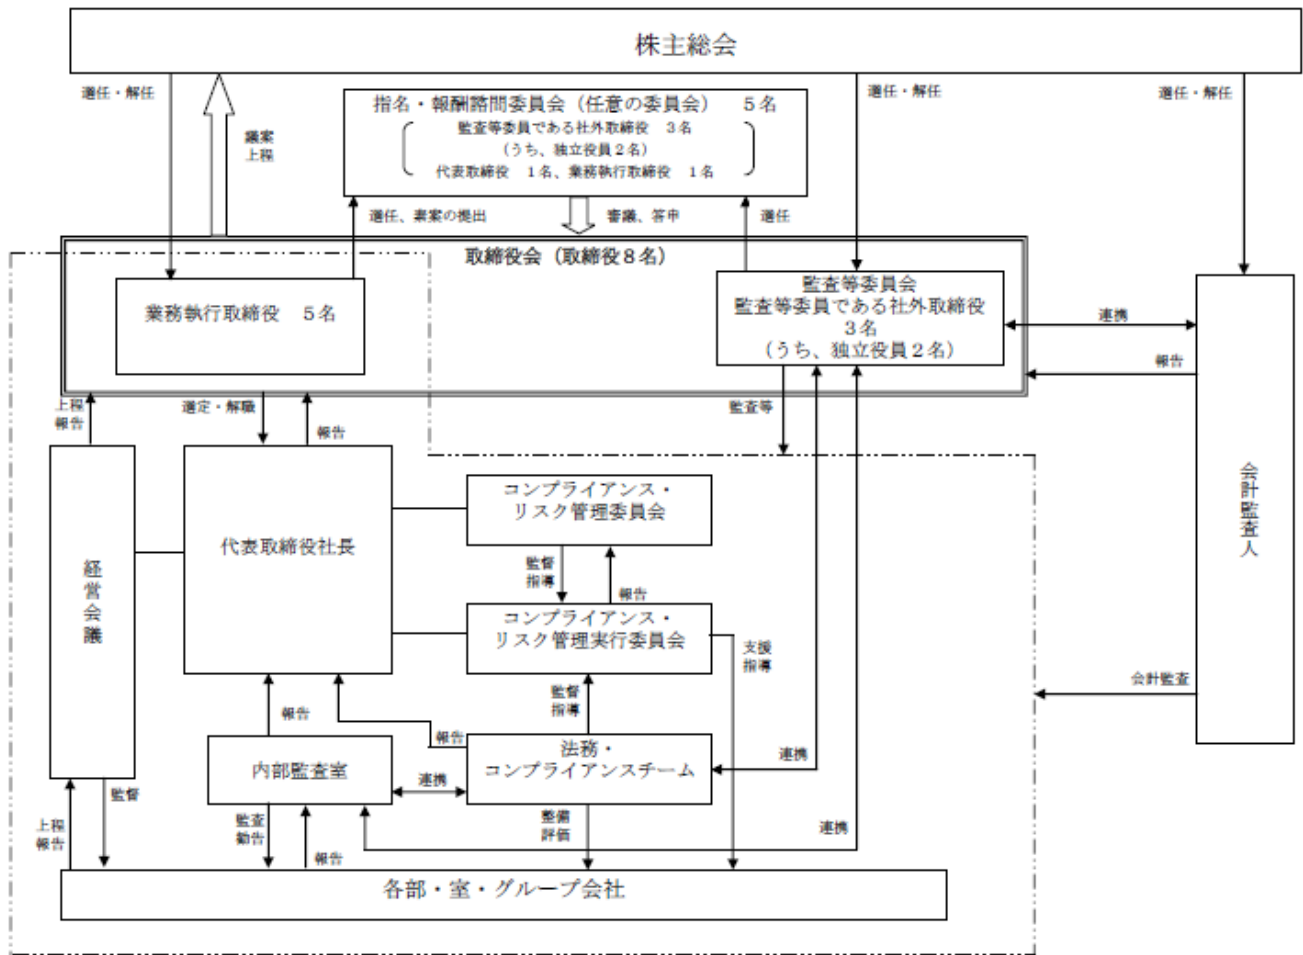 株主総会
選任・解任
議案
上程
指名・報酬諮問委員会（任意の委員会）　５名
監査等委員である社外取締役　３名
（うち、独立役員２名）
代表取締役　１名、業務執行取締役　１名
選任・解任
選任・解任
選任、素案の提出
審議、答申
選任
取締役会（取締役８名）
業務執行取締役　５名
監査等委員会
監査等委員である社外取締役
３名
（うち、独立役員２名）
連携
報告
上程
報告
選定・解職
報告
監査等
経営会議
代表取締役社長
コンプライアンス・
リスク管理委員会
監督
指導
報告
コンプライアンス・
リスク管理実行委員会
支援
指導
会計監査人
会計監査
報告
監督
指導
報告
内部監査室
連携
法務・
コンプライアンスチーム
連携
監督
上程
報告
監査
勧告
報告
整備
評価
連携
各部・室・グループ会社